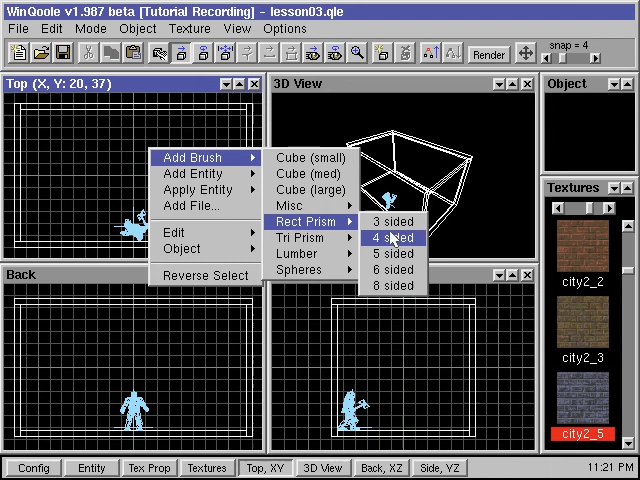 WinQoole v1.987 beta [Tutorial Recording] - lesson03.qle
File Edit Mode Object Texture View Options
Render
snap = 4
Top (X, Y: 20, 37)
3D View
Object
Add Brush
Add Entity
Apply Entity
Add File...
Edit
Object
Reverse Select
Cube (small)
Cube (med)
Cube (large)
Misc
Rect Prism
Tri Prism
Lumber
Spheres
3 sided
4 sided
5 sided
6 sided
8 sided
Textures
city2_2
city2_3
city2_5
Back
Config
Entity
Tex Prop
Textures
Top, XY
3D View
Back, XZ
Side, YZ
11:21 PM